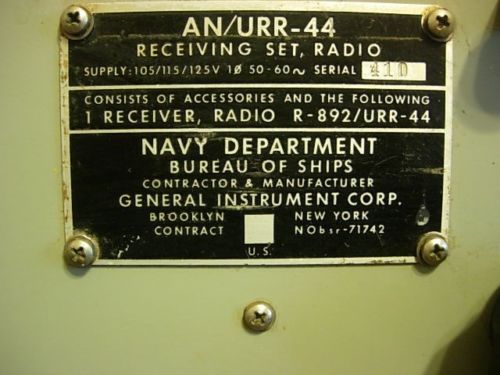 AN/URR-44
RECEIVING SET, RADIO
SUPPLY: 105/115/125V 1Ø 50-60~ SERIAL 410
CONSISTS OF ACCESSORIES AND THE FOLLOWING
1 RECEIVER, RADIO R-892/URR-44
NAVY DEPARTMENT
BUREAU OF SHIPS
CONTRACTOR & MANUFACTURER
GENERAL INSTRUMENT CORP.
BROOKLYN NEW YORK
CONTRACT NObsr-71742
U.S.